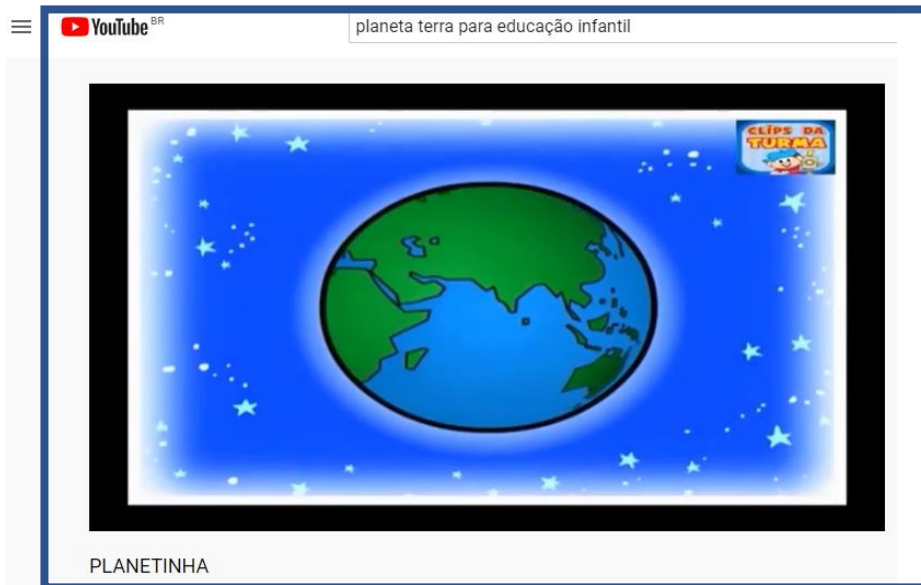 YouTube BR
planeta terra para educação infantil
CLIPS DA
TURMA
PLANETINHA